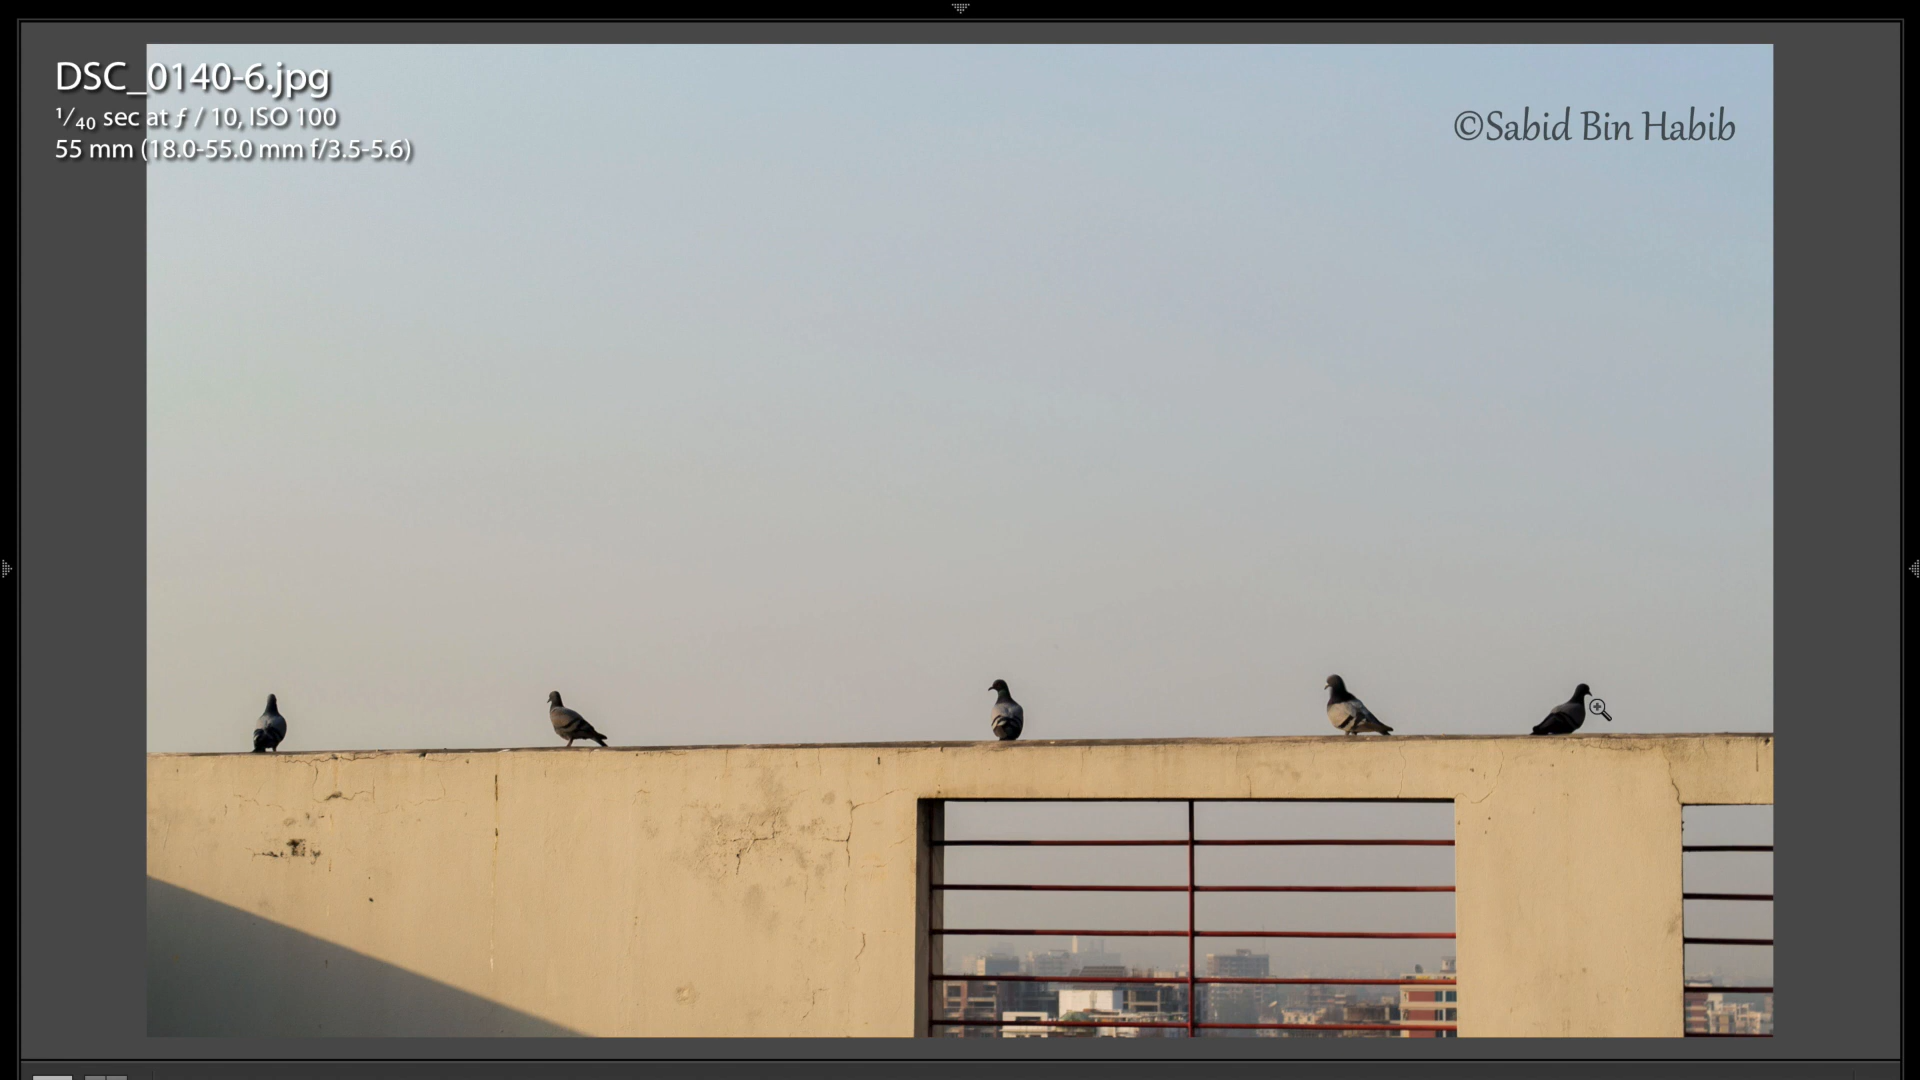 DSC_0140-6.jpg
¹⁄₄₀ sec at ƒ / 10, ISO 100
55 mm (18.0-55.0 mm f/3.5-5.6)
©Sabid Bin Habib